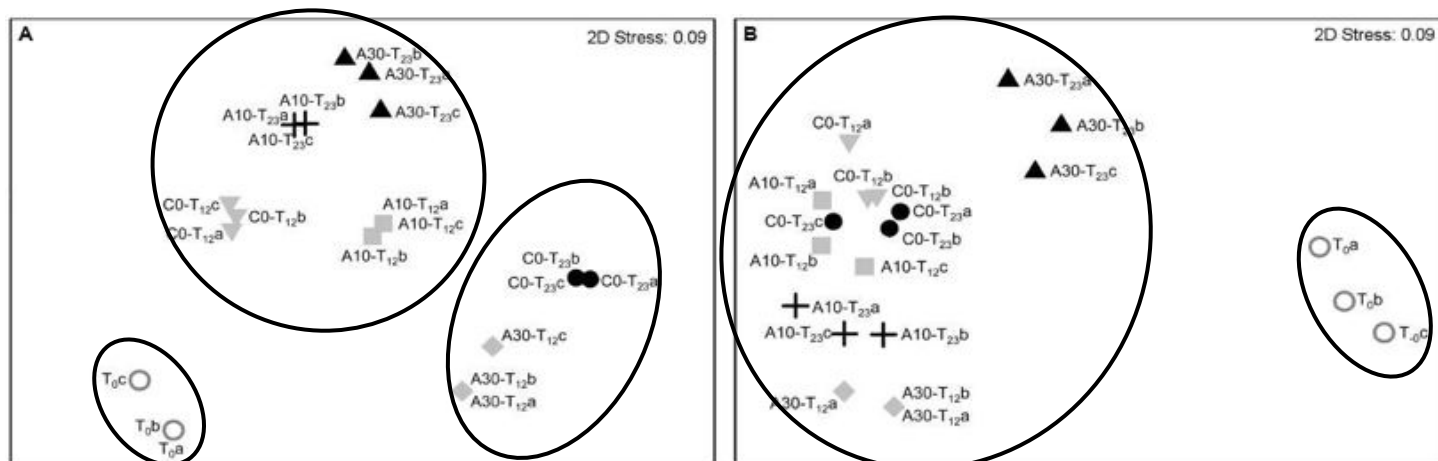 A
2D Stress: 0.09
A30-T₂₃b
A30-T₂₃a
A30-T₂₃c
A10-T₂₃b
A10-T₂₃a
A10-T₂₃c
C0-T₁₂c
C0-T₁₂b
C0-T₁₂a
A10-T₁₂a
A10-T₁₂c
A10-T₁₂b
C0-T₂₃b
C0-T₂₃c
C0-T₂₃a
A30-T₁₂c
A30-T₁₂b
A30-T₁₂a
T₀c
T₀b
T₀a
B
2D Stress: 0.09
A30-T₂₃a
A30-T₂₃b
A30-T₂₃c
C0-T₁₂a
C0-T₁₂b
C0-T₁₂b
A10-T₁₂a
C0-T₂₃a
C0-T₂₃c
C0-T₂₃b
A10-T₁₂b
A10-T₁₂c
A10-T₂₃a
A10-T₂₃c
A10-T₂₃b
A30-T₁₂a
A30-T₁₂b
A30-T₁₂a
T₀a
T₀b
T₋₀c